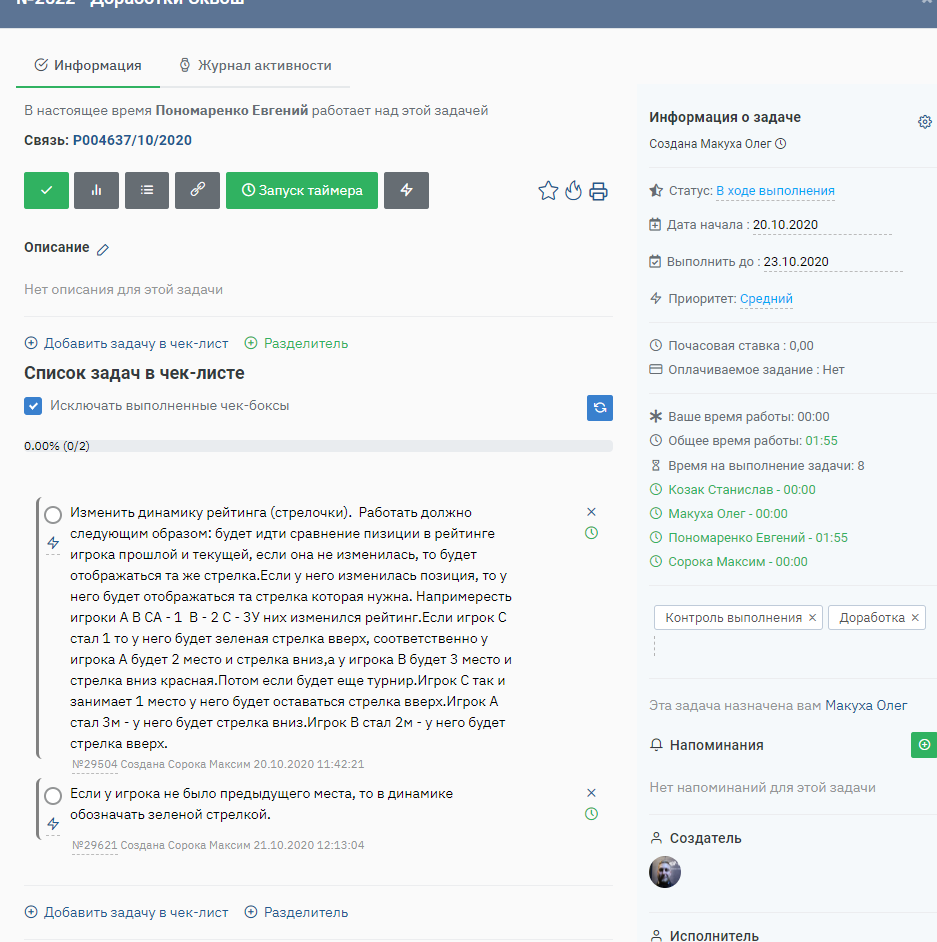 №2022 - Доработки Сквош
Информация
Журнал активности
В настоящее время Пономаренко Евгений работает над этой задачей
Связь: P004637/10/2020
Запуск таймера
Описание
Нет описания для этой задачи
Добавить задачу в чек-лист
Разделитель
Список задач в чек-листе
Исключать выполненные чек-боксы
0.00% (0/2)
Изменить динамику рейтинга (стрелочки).  Работать должно
следующим образом: будет идти сравнение пизиции в рейтинге
игрока прошлой и текущей, если она не изменилась, то будет
отображаться та же стрелка.Если у него изменилась позиция, то у
него будет отображаться та стрелка которая нужна. Напримересть
игроки А В СА - 1  В - 2 С - 3У них изменился рейтинг.Если игрок С
стал 1 то у него будет зеленая стрелка вверх, соответственно у
игрока А будет 2 место и стрелка вниз,а у игрока В будет 3 место и
стрелка вниз красная.Потом если будет еще турнир.Игрок С так и
занимает 1 место у него будет оставаться стрелка вверх.Игрок А
стал 3м - у него будет стрелка вниз.Игрок В стал 2м - у него будет
стрелка вверх.
№29504 Создана Сорока Максим 20.10.2020 11:42:21
Если у игрока не было предыдущего места, то в динамике
обозначать зеленой стрелкой.
№29621 Создана Сорока Максим 21.10.2020 12:13:04
Добавить задачу в чек-лист
Разделитель
Информация о задаче
Создана Макуха Олег
Статус: В ходе выполнения
Дата начала : 20.10.2020
Выполнить до : 23.10.2020
Приоритет: Средний
Почасовая ставка : 0,00
Оплачиваемое задание : Нет
Ваше время работы: 00:00
Общее время работы: 01:55
Время на выполнение задачи: 8
Козак Станислав - 00:00
Макуха Олег - 00:00
Пономаренко Евгений - 01:55
Сорока Максим - 00:00
Контроль выполнения ×
Доработка ×
Эта задача назначена вам Макуха Олег
Напоминания
Нет напоминаний для этой задачи
Создатель
Исполнитель